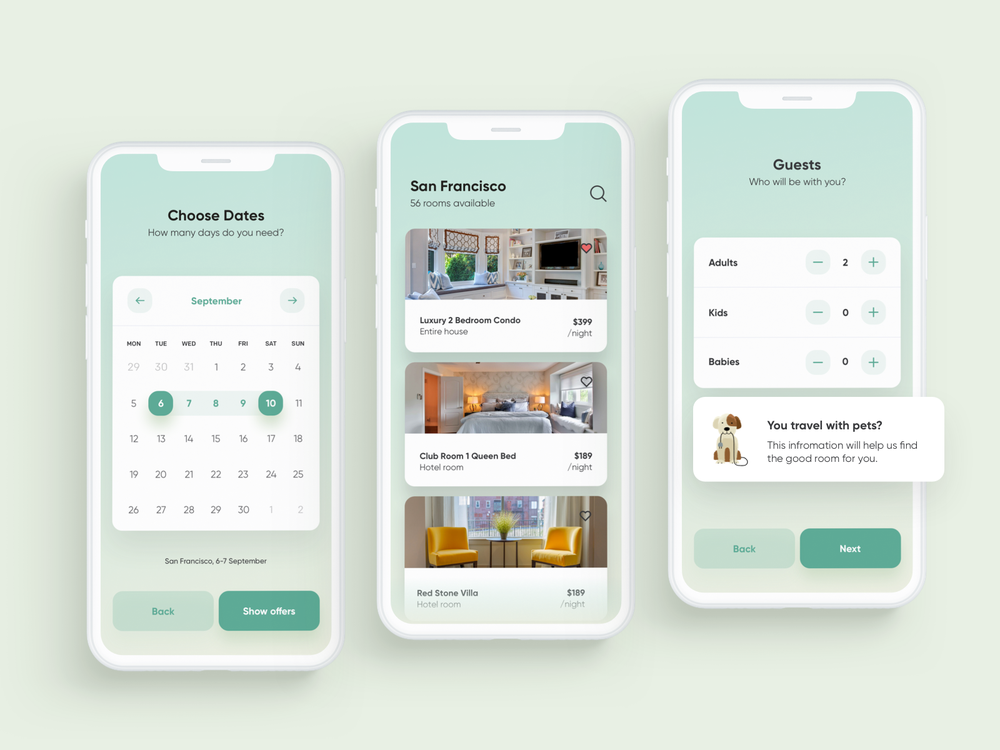 Choose Dates
How many days do you need?
September
MON TUE WED THU FRI SAT SUN
29 30 31 1 2 3 4
5 6 7 8 9 10 11
12 13 14 15 16 17 18
19 20 21 22 23 24 25
26 27 28 29 30 1 2
San Francisco, 6-7 September
Back
Show offers
San Francisco
56 rooms available
Luxury 2 Bedroom Condo
Entire house
$399
/night
Club Room 1 Queen Bed
Hotel room
$189
/night
Red Stone Villa
Hotel room
$189
/night
Guests
Who will be with you?
Adults
2
Kids
0
Babies
0
You travel with pets?
This infromation will help us find
the good room for you.
Back
Next